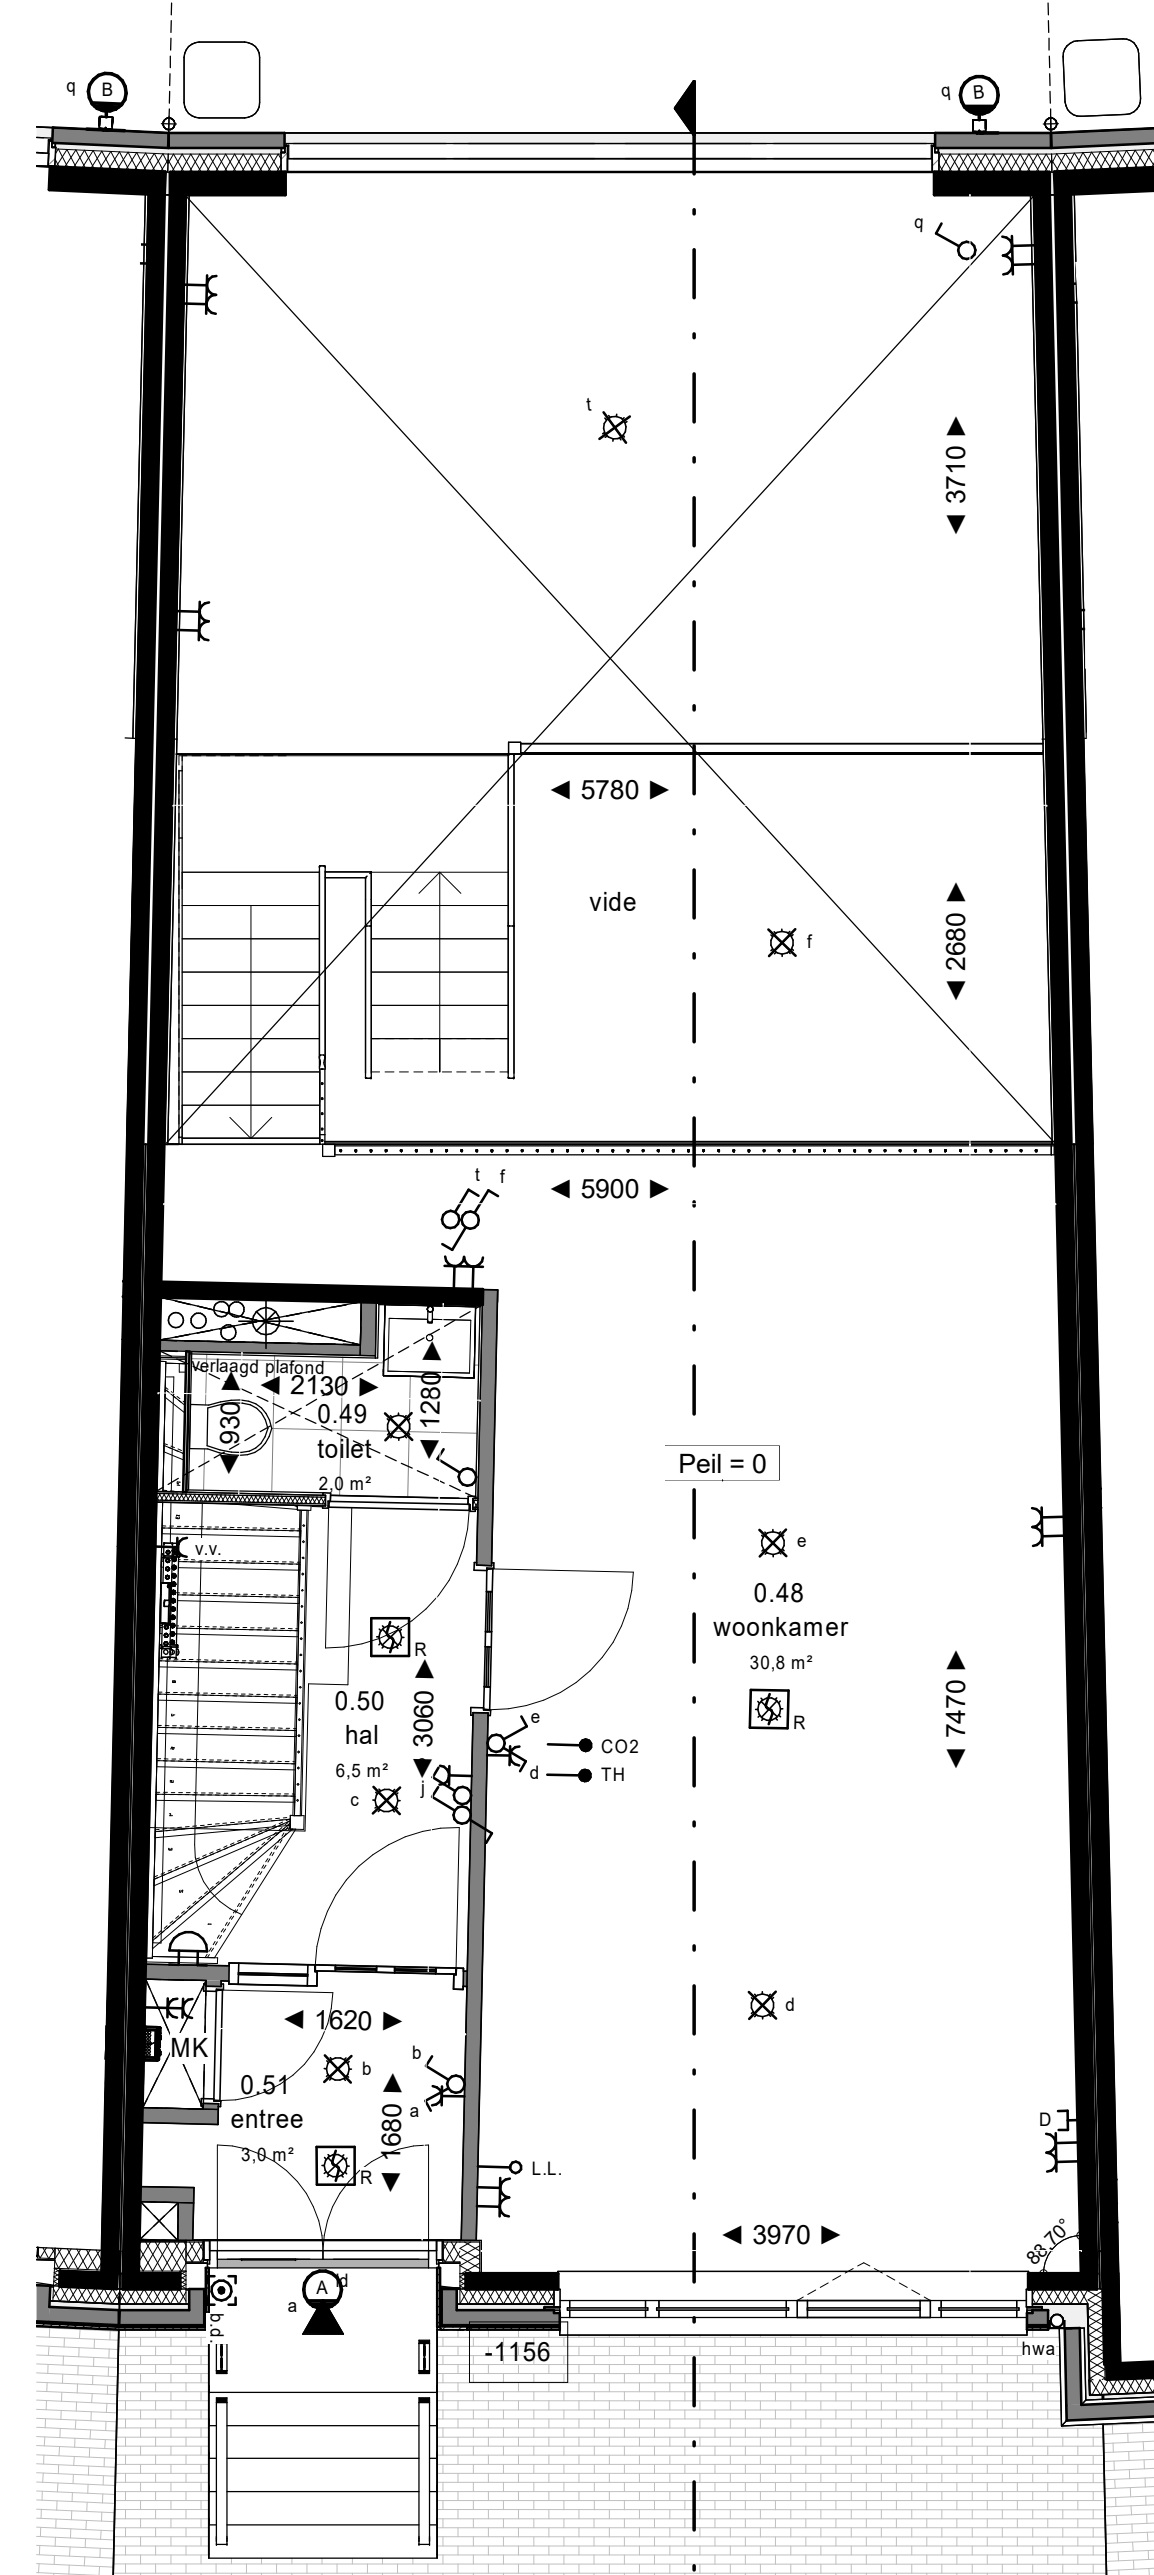 q
B
q
B
q
t
3710
5780
vide
f
2680
t f
5900
verlaagd plafond
2130
930
0.49
1280
toilet
2,0 m²
Peil = 0
v.v.
e
0.48
woonkamer
30,8 m²
R
R
0.50
hal
3060
6,5 m²
c
j
e
d
CO2
TH
7470
MK
1620
b
0.51
entree
3,0 m²
b
a
1680
R
d
D
L.L.
3970
88.70°
A
d
a
p.d.
-1156
hwa